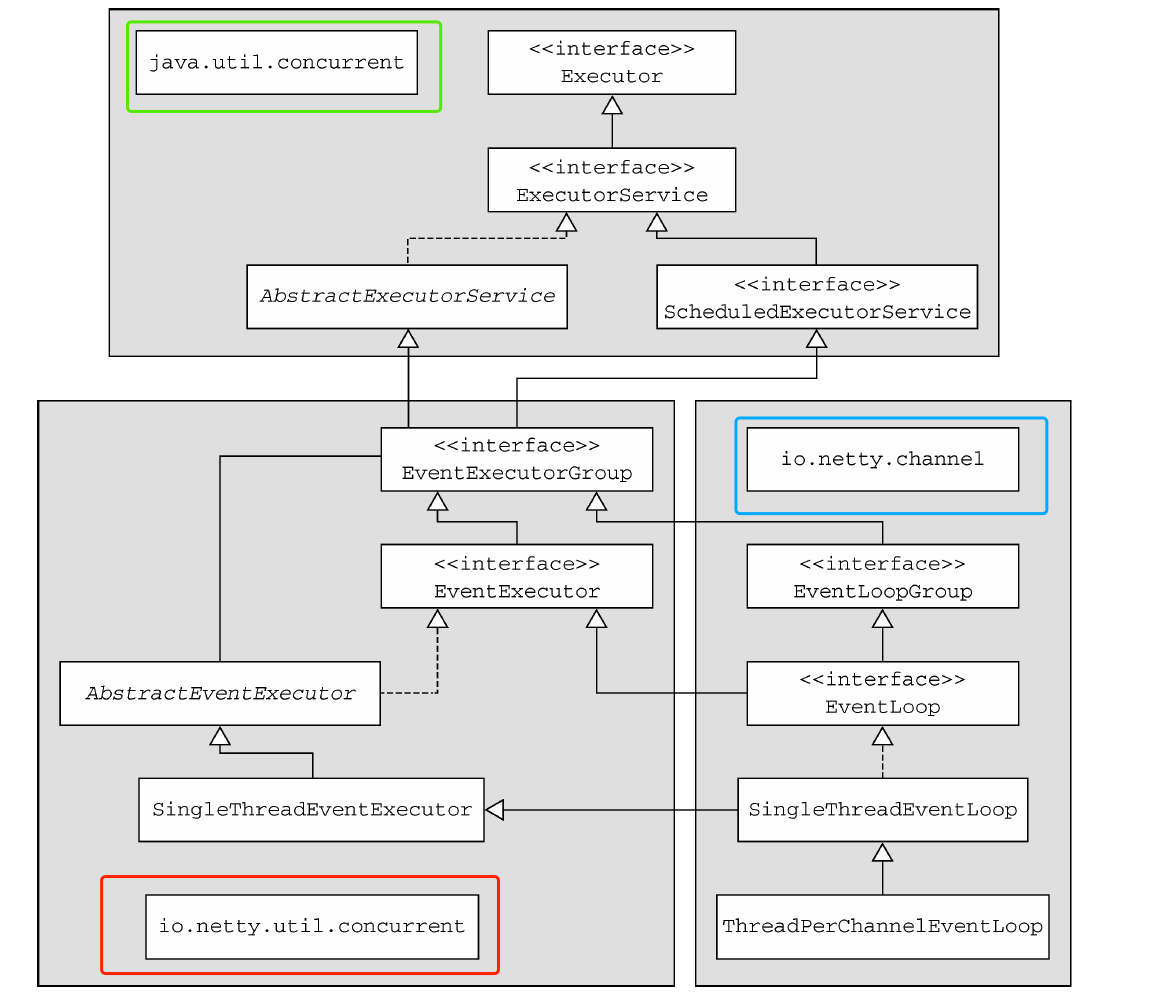 java.util.concurrent
<<interface>>
Executor
<<interface>>
ExecutorService
AbstractExecutorService
<<interface>>
ScheduledExecutorService
<<interface>>
EventExecutorGroup
io.netty.channel
<<interface>>
EventExecutor
<<interface>>
EventLoopGroup
AbstractEventExecutor
<<interface>>
EventLoop
SingleThreadEventExecutor
SingleThreadEventLoop
io.netty.util.concurrent
ThreadPerChannelEventLoop